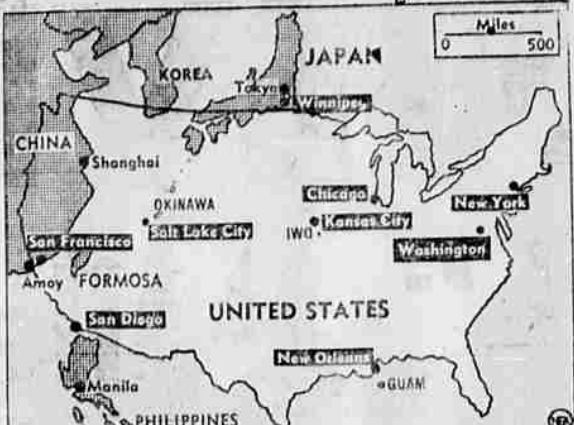 Miles
0 500
JAPAN
KOREA
Tokyo
Winnipeg
CHINA
Shanghai
Chicago
New York
OKINAWA
Salt Lake City
IWO
Kansas City
San Francisco
Washington
Amoy FORMOSA
UNITED STATES
San Diego
New Orleans
GUAM
Manila
PHILIPPINES